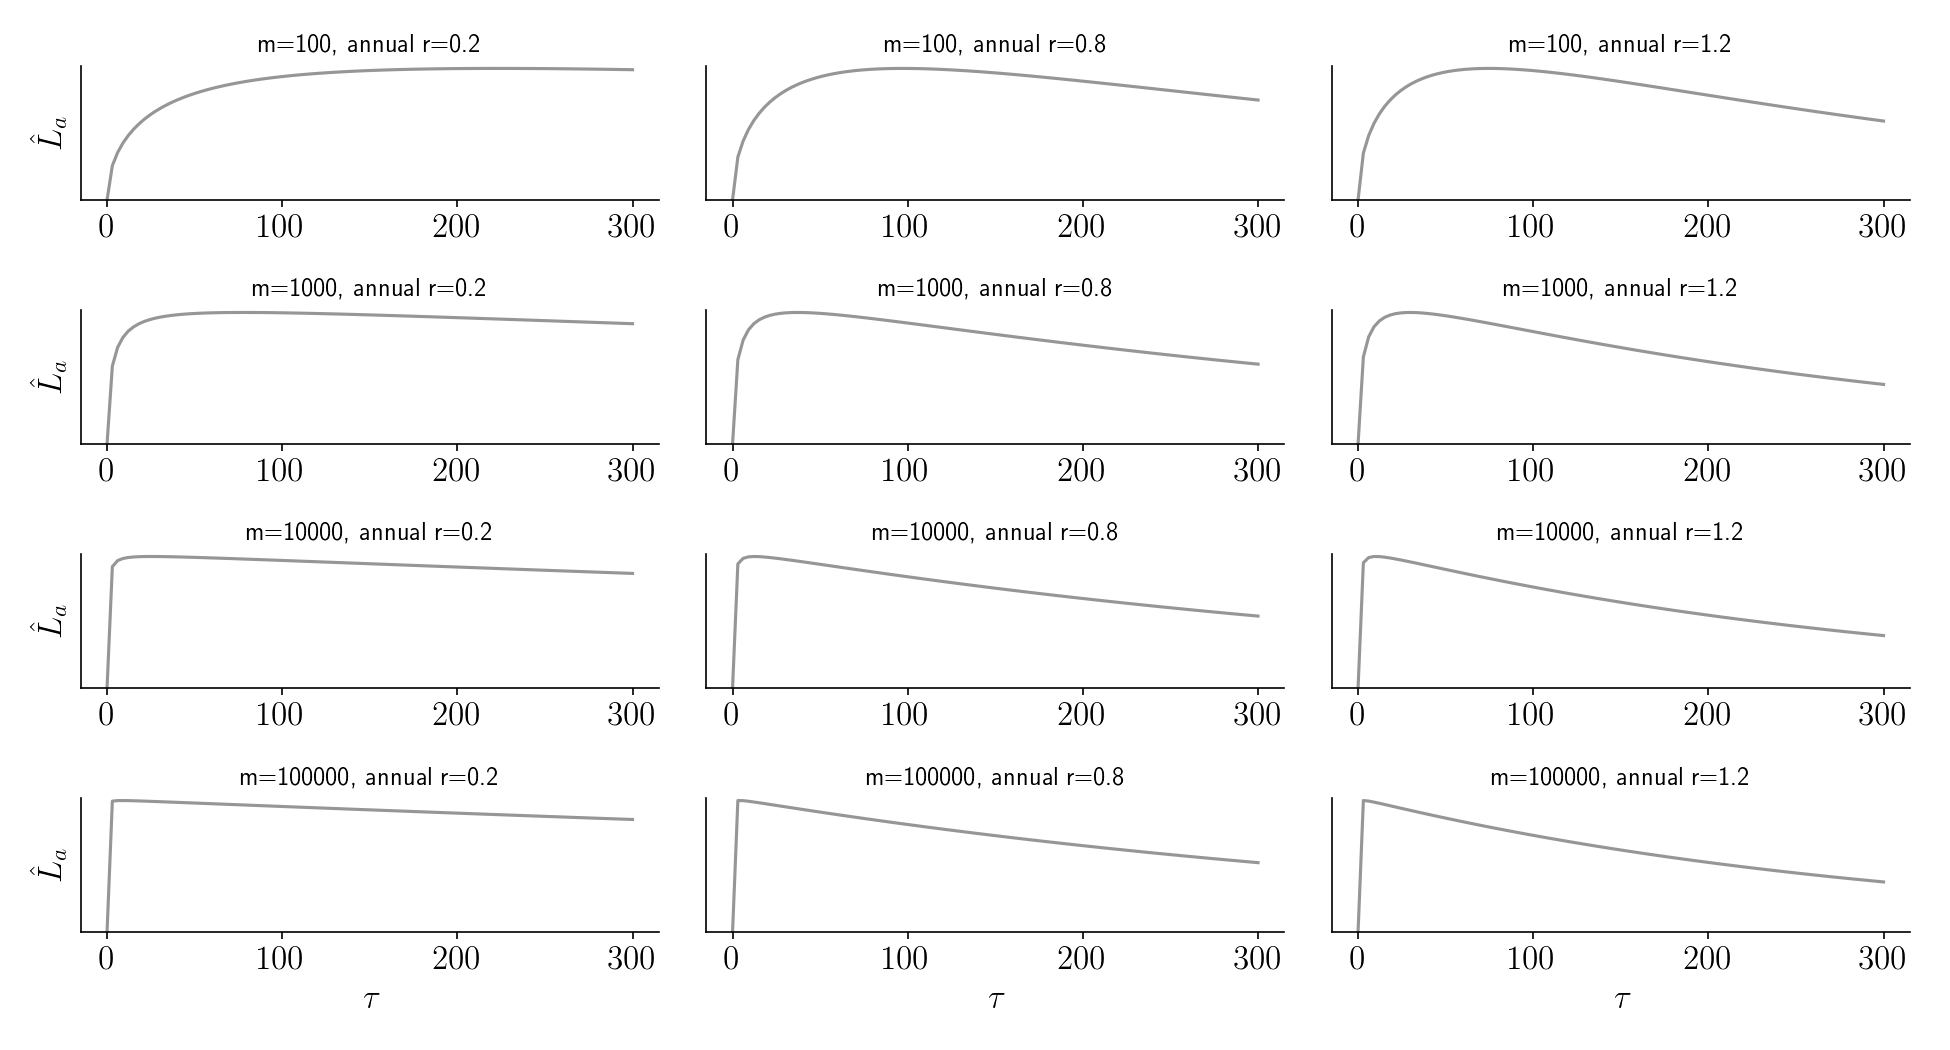 m=100, annual r=0.2
m=100, annual r=0.8
m=100, annual r=1.2
L̂a
0 100 200 300
0 100 200 300
0 100 200 300
m=1000, annual r=0.2
m=1000, annual r=0.8
m=1000, annual r=1.2
L̂a
0 100 200 300
0 100 200 300
0 100 200 300
m=10000, annual r=0.2
m=10000, annual r=0.8
m=10000, annual r=1.2
L̂a
0 100 200 300
0 100 200 300
0 100 200 300
m=100000, annual r=0.2
m=100000, annual r=0.8
m=100000, annual r=1.2
L̂a
0 100 200 300
0 100 200 300
0 100 200 300
τ
τ
τ